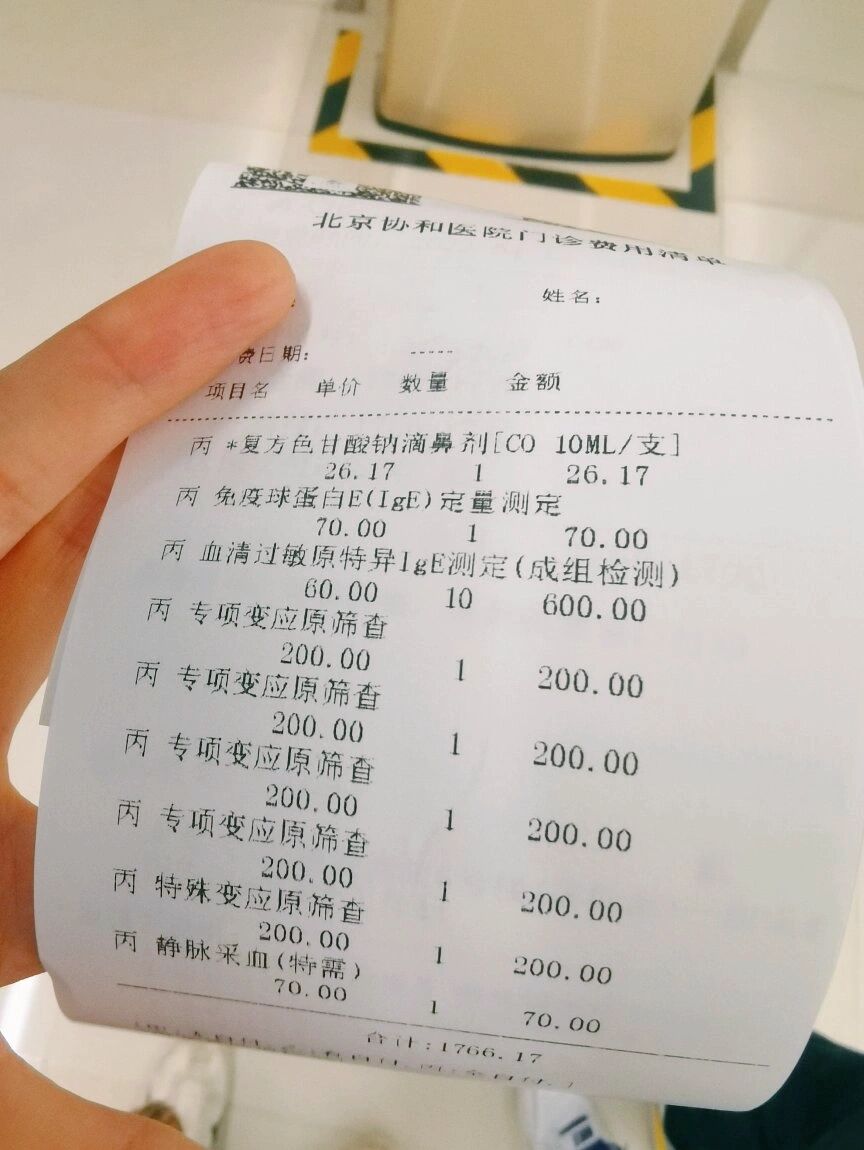 北京协和医院门诊费用清单
姓名:
费日期: -----
项目名 单价 数量 金额
丙 *复方色甘酸钠滴鼻剂[CO 10ML/支]
26.17 1 26.17
丙 免疫球蛋白E(IgE)定量测定
70.00 1 70.00
丙 血清过敏原特异IgE测定(成组检测)
60.00 10 600.00
丙 专项变应原筛查
200.00 1 200.00
丙 专项变应原筛查
200.00 1 200.00
丙 专项变应原筛查
200.00 1 200.00
丙 专项变应原筛查
200.00 1 200.00
丙 特殊变应原筛查
200.00 1 200.00
丙 静脉采血(特需)
70.00 1 70.00
合计:1766.17